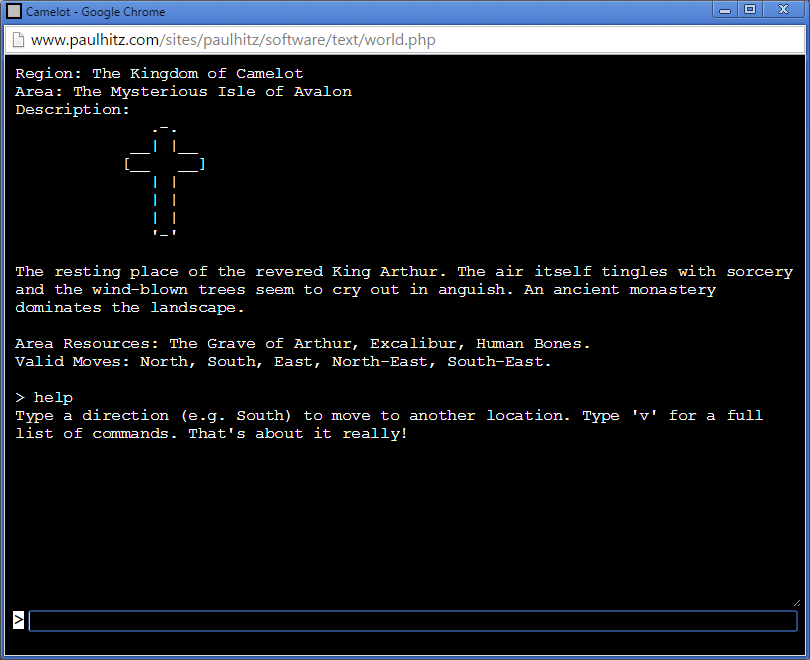 Camelot - Google Chrome
www.paulhitz.com/sites/paulhitz/software/text/world.php
Region: The Kingdom of Camelot
Area: The Mysterious Isle of Avalon
Description:
              .-.
            __| |__
           [__   __]
              | |
              | |
              | |
              '-'
The resting place of the revered King Arthur. The air itself tingles with sorcery
and the wind-blown trees seem to cry out in anguish. An ancient monastery
dominates the landscape.
Area Resources: The Grave of Arthur, Excalibur, Human Bones.
Valid Moves: North, South, East, North-East, South-East.
> help
Type a direction (e.g. South) to move to another location. Type 'v' for a full
list of commands. That's about it really!
>